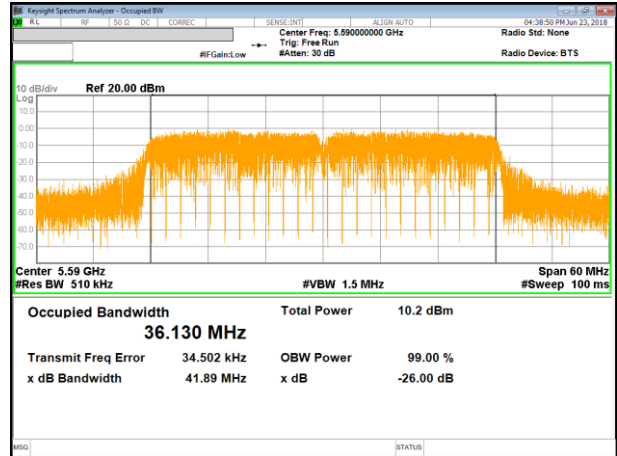 Keysight Spectrum Analyzer - Occupied BW
RL RF 50 Ω DC CORREC SENSE:INT ALIGN AUTO 04:38:50 PM Jun 23, 2018
Center Freq: 5.590000000 GHz Radio Std: None
Trig: Free Run
#IFGain:Low #Atten: 30 dB Radio Device: BTS
10 dB/div Ref 20.00 dBm
Log
10.0
0.00
-10.0
-20.0
-30.0
-40.0
-50.0
-60.0
-70.0
Center 5.59 GHz Span 60 MHz
#Res BW 510 kHz #VBW 1.5 MHz #Sweep 100 ms
Occupied Bandwidth Total Power 10.2 dBm
36.130 MHz
Transmit Freq Error 34.502 kHz OBW Power 99.00 %
x dB Bandwidth 41.89 MHz x dB -26.00 dB
MSG STATUS